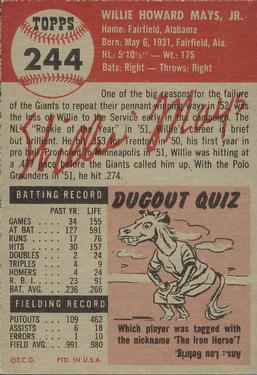 TOPPS
244
WILLIE HOWARD MAYS, JR.
Home: Fairfield, Alabama
Born: May 6, 1931, Fairfield, Ala.
Ht.: 5'10½" — Wt.: 175
Bats: Right - Throws: Right
One of the big reasons for the failure
of the Giants to repeat their pennant-winning in '52 was
the loss of Willie to the Service early in the campaign. The
NL's "Rookie of the Year" in '51, Willie's career is brief
but brilliant. He hit .353 for Trenton in '50, his first year in
pro ball. Promoted to Minneapolis in '51, Willie was hitting
at a .477 pace before the Giants called him up. With the Polo
Grounders in '51, he hit .274.
Willie Mays
BATTING RECORD
PAST YR. LIFE
GAMES 34 155
AT BAT 127 591
RUNS 17 76
HITS 30 157
DOUBLES 2 24
TRIPLES 4 9
HOMERS 4 24
R. B. I. 23 91
BAT. AVG. .236 .266
FIELDING RECORD
PUTOUTS 109 462
ASSISTS 6 18
ERRORS 1 10
FIELD AVG. .991 .980
©T.C.G. PTD. IN U.S.A.
DUGOUT QUIZ
Which player was tagged with
the nickname 'The Iron Horse'?
Ans.: Lou Gehrig.